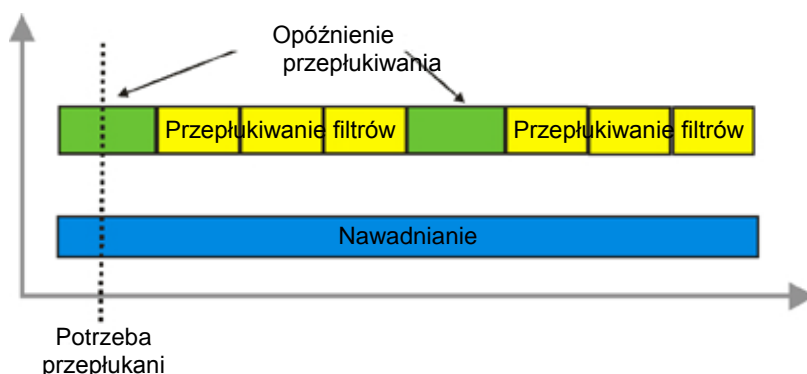 Opóźnienie
przepłukiwania
Przepłukiwanie filtrów
Przepłukiwanie filtrów
Nawadnianie
Potrzeba
przepłukani